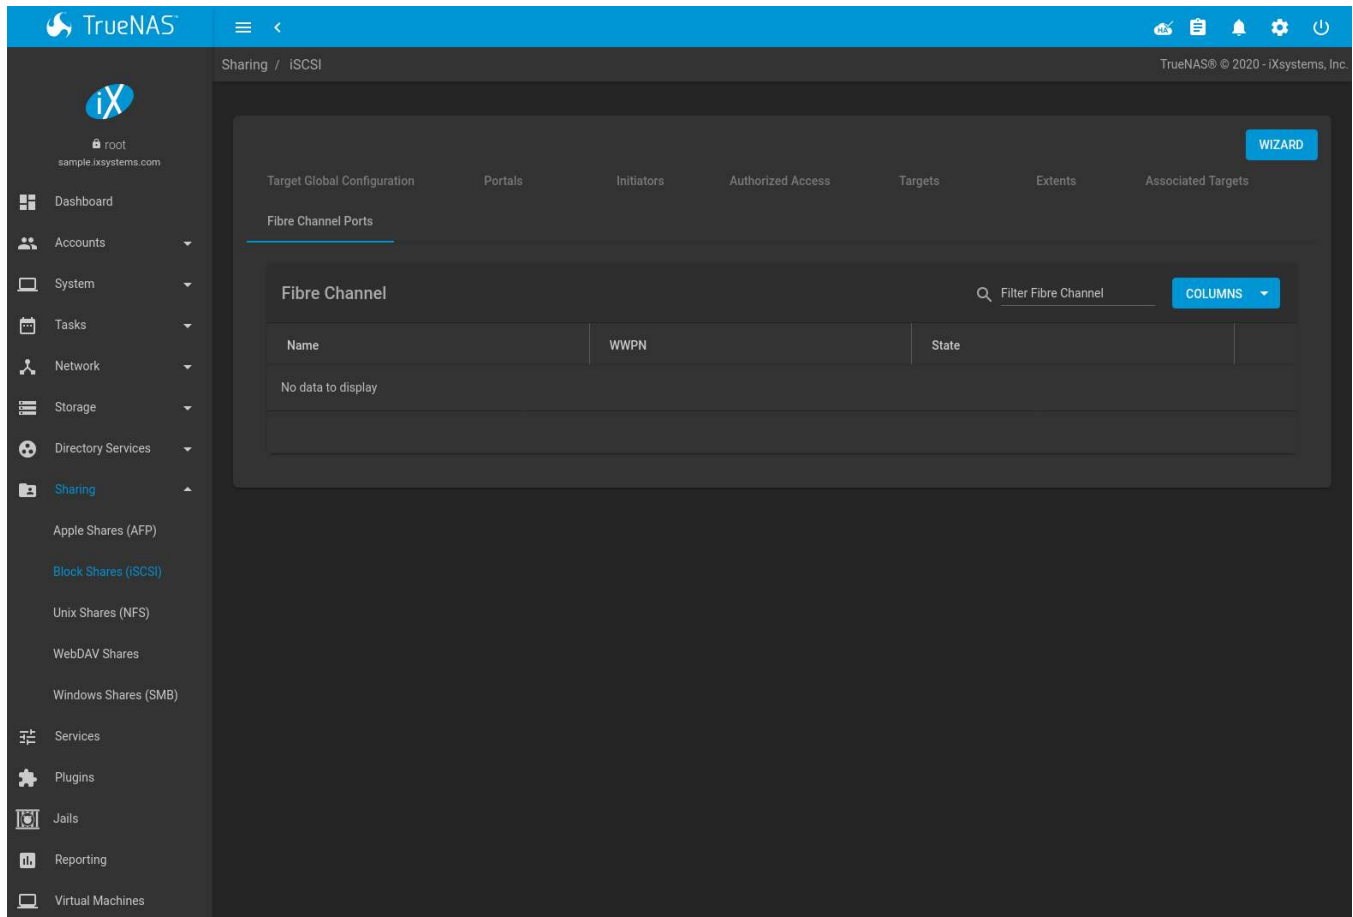 TrueNAS®
HA
Sharing / iSCSI
TrueNAS® © 2020 - iXsystems, Inc.
iX
root
sample.ixsystems.com
WIZARD
Target Global Configuration Portals Initiators Authorized Access Targets Extents Associated Targets
Fibre Channel Ports
Fibre Channel
Filter Fibre Channel
COLUMNS
Name WWPN State
No data to display
Dashboard
Accounts
System
Tasks
Network
Storage
Directory Services
Sharing
Apple Shares (AFP)
Block Shares (iSCSI)
Unix Shares (NFS)
WebDAV Shares
Windows Shares (SMB)
Services
Plugins
Jails
Reporting
Virtual Machines